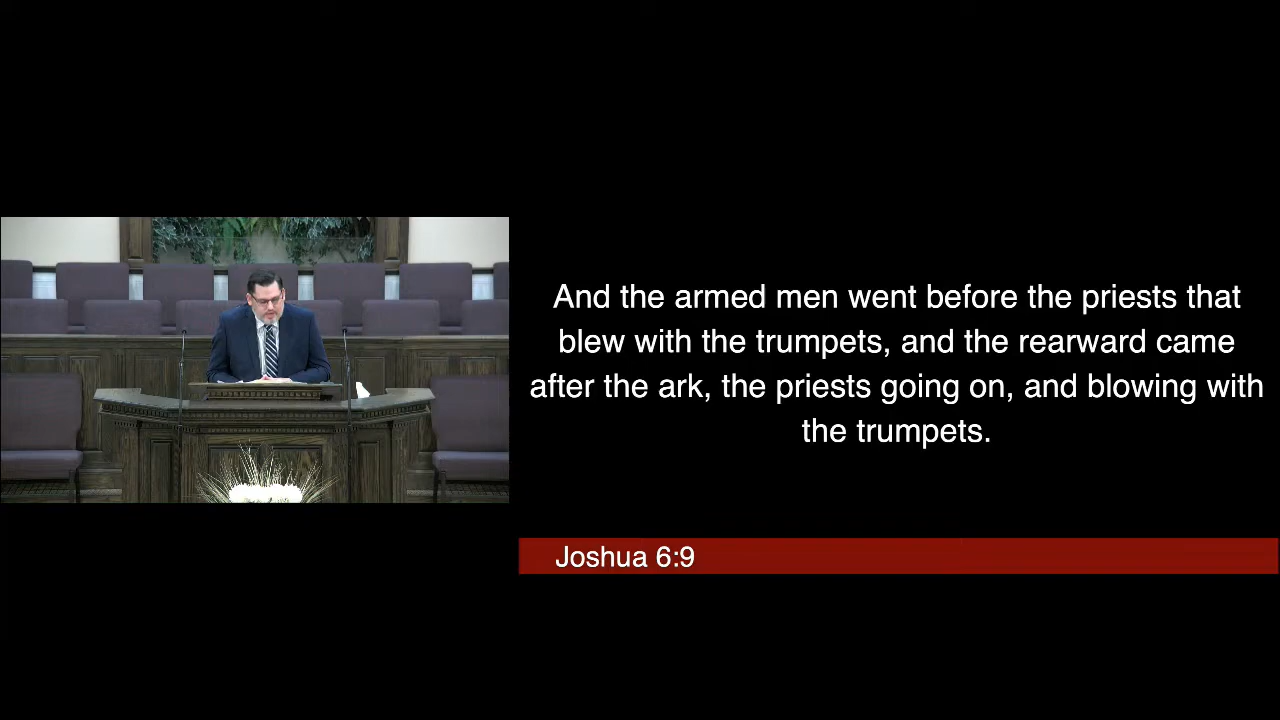 And the armed men went before the priests that
blew with the trumpets, and the rearward came
after the ark, the priests going on, and blowing with
the trumpets.
Joshua 6:9